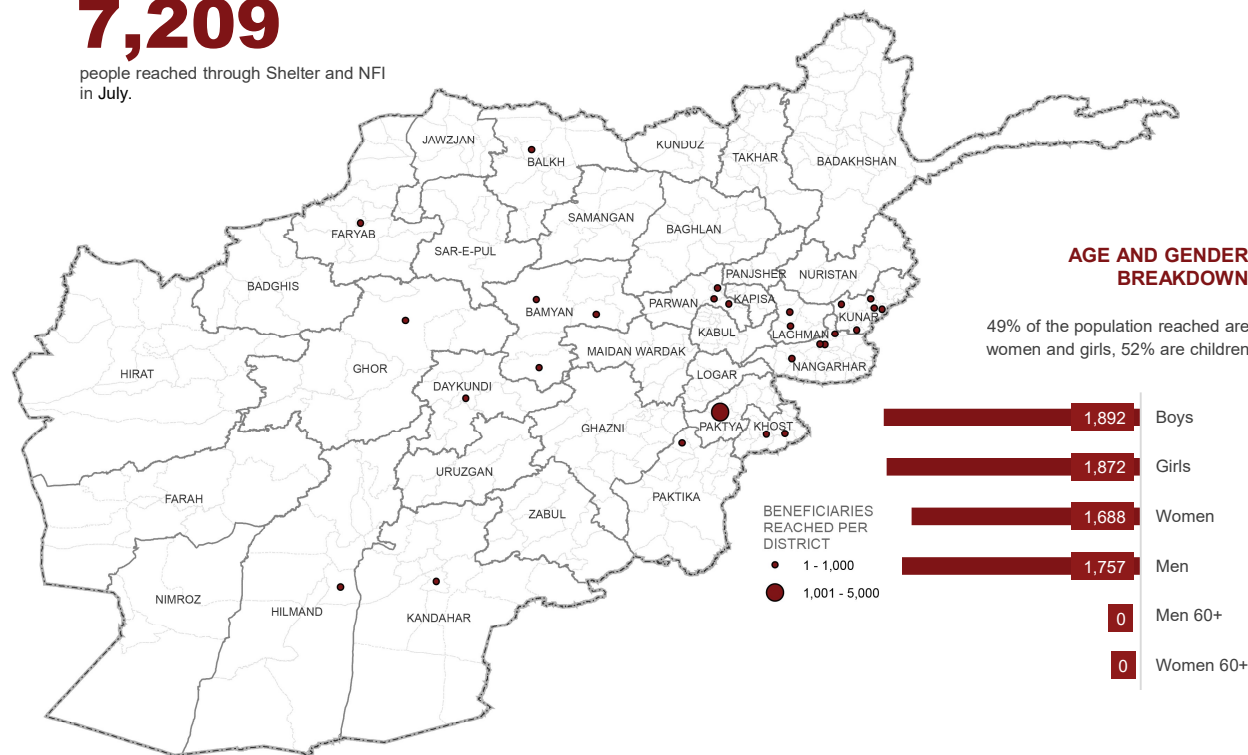 7,209
people reached through Shelter and NFI
in July.
JAWZJAN
BALKH
KUNDUZ
TAKHAR
BADAKHSHAN
FARYAB
SAMANGAN
BAGHLAN
SAR-E-PUL
BADGHIS
PANJSHER
NURISTAN
BAMYAN
PARWAN
KAPISA
KUNAR
KABUL
LAGHMAN
MAIDAN WARDAK
HIRAT
GHOR
LOGAR
NANGARHAR
DAYKUNDI
GHAZNI
PAKTYA
KHOST
URUZGAN
FARAH
PAKTIKA
ZABUL
NIMROZ
HILMAND
KANDAHAR
BENEFICIARIES
REACHED PER
DISTRICT
1 - 1,000
1,001 - 5,000
AGE AND GENDER
BREAKDOWN
49% of the population reached are
women and girls, 52% are children
1,892 Boys
1,872 Girls
1,688 Women
1,757 Men
0 Men 60+
0 Women 60+